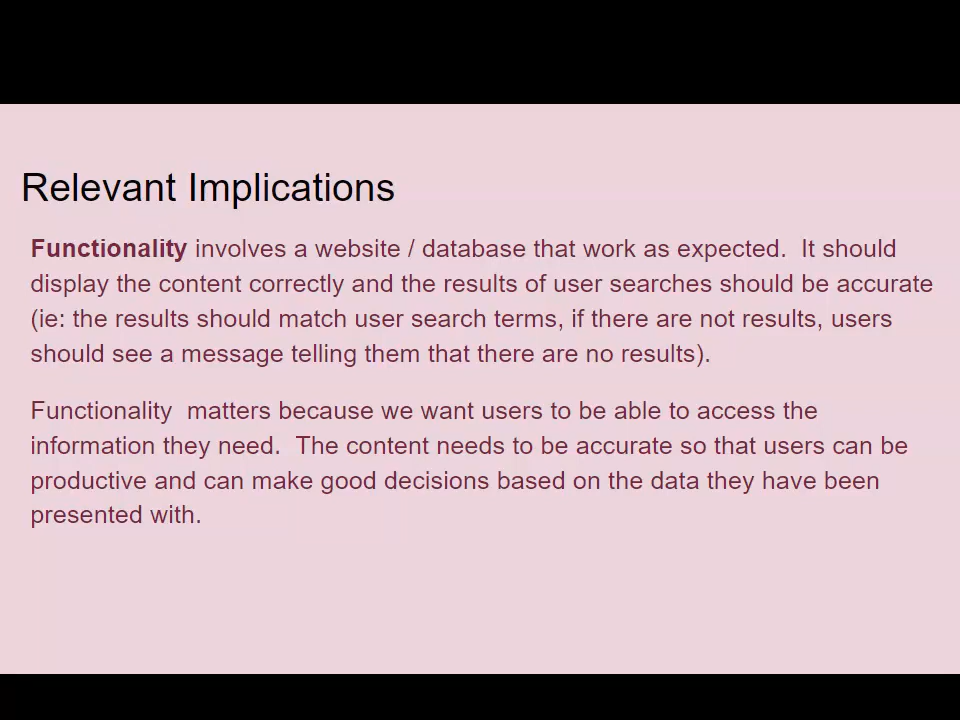 Relevant Implications
Functionality involves a website / database that work as expected.  It should
display the content correctly and the results of user searches should be accurate
(ie: the results should match user search terms, if there are not results, users
should see a message telling them that there are no results).
Functionality  matters because we want users to be able to access the
information they need.  The content needs to be accurate so that users can be
productive and can make good decisions based on the data they have been
presented with.